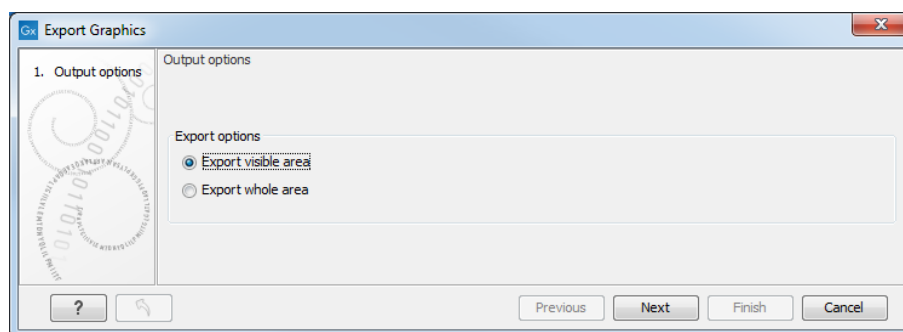 Gx Export Graphics
1. Output options
Output options
Export options
Export visible area
Export whole area
?
Previous Next Finish Cancel